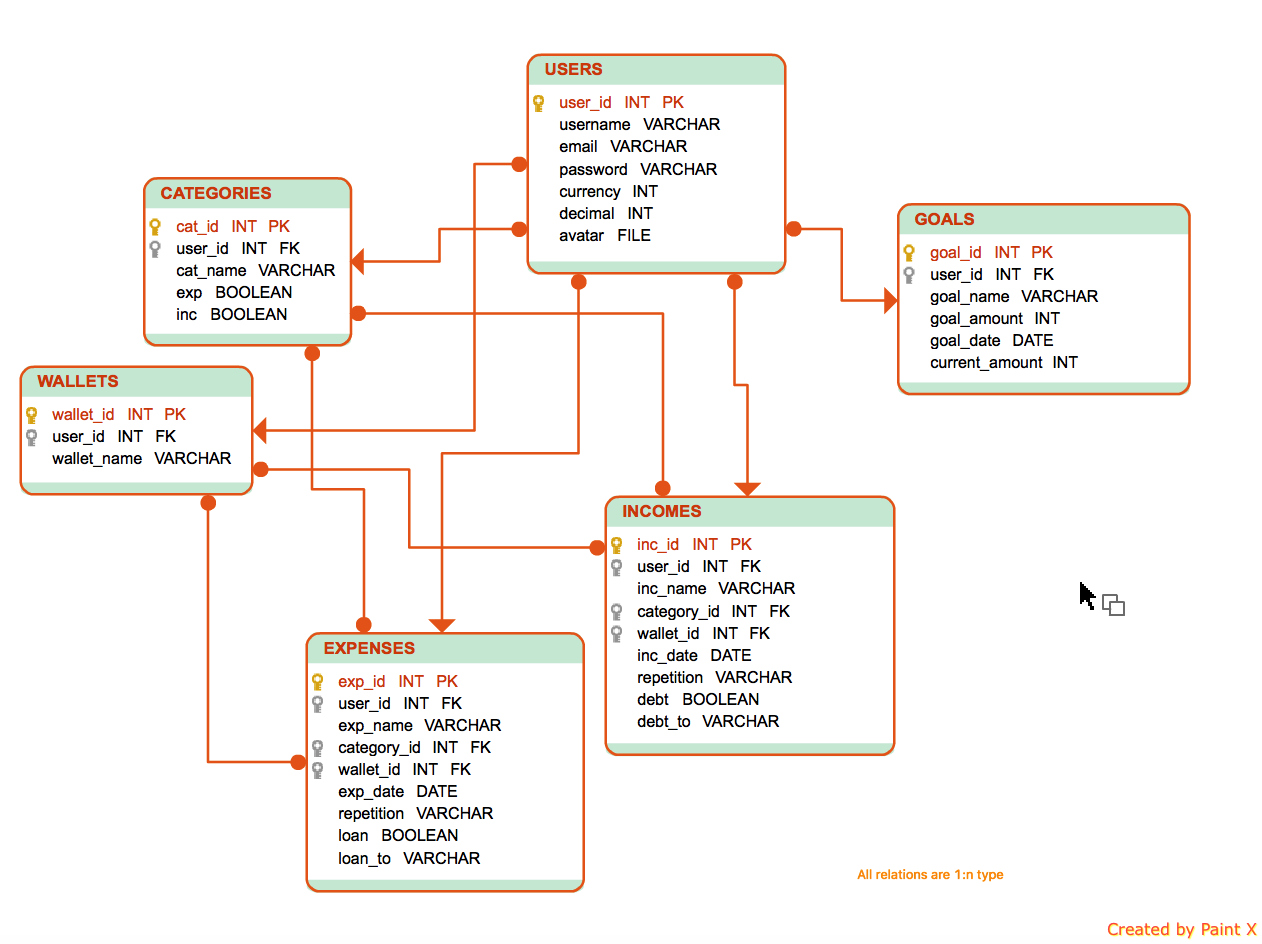 USERS
user_id INT PK
username VARCHAR
email VARCHAR
password VARCHAR
currency INT
decimal INT
avatar FILE
CATEGORIES
cat_id INT PK
user_id INT FK
cat_name VARCHAR
exp BOOLEAN
inc BOOLEAN
GOALS
goal_id INT PK
user_id INT FK
goal_name VARCHAR
goal_amount INT
goal_date DATE
current_amount INT
WALLETS
wallet_id INT PK
user_id INT FK
wallet_name VARCHAR
INCOMES
inc_id INT PK
user_id INT FK
inc_name VARCHAR
category_id INT FK
wallet_id INT FK
inc_date DATE
repetition VARCHAR
debt BOOLEAN
debt_to VARCHAR
EXPENSES
exp_id INT PK
user_id INT FK
exp_name VARCHAR
category_id INT FK
wallet_id INT FK
exp_date DATE
repetition VARCHAR
loan BOOLEAN
loan_to VARCHAR
All relations are 1:n type
Created by Paint X